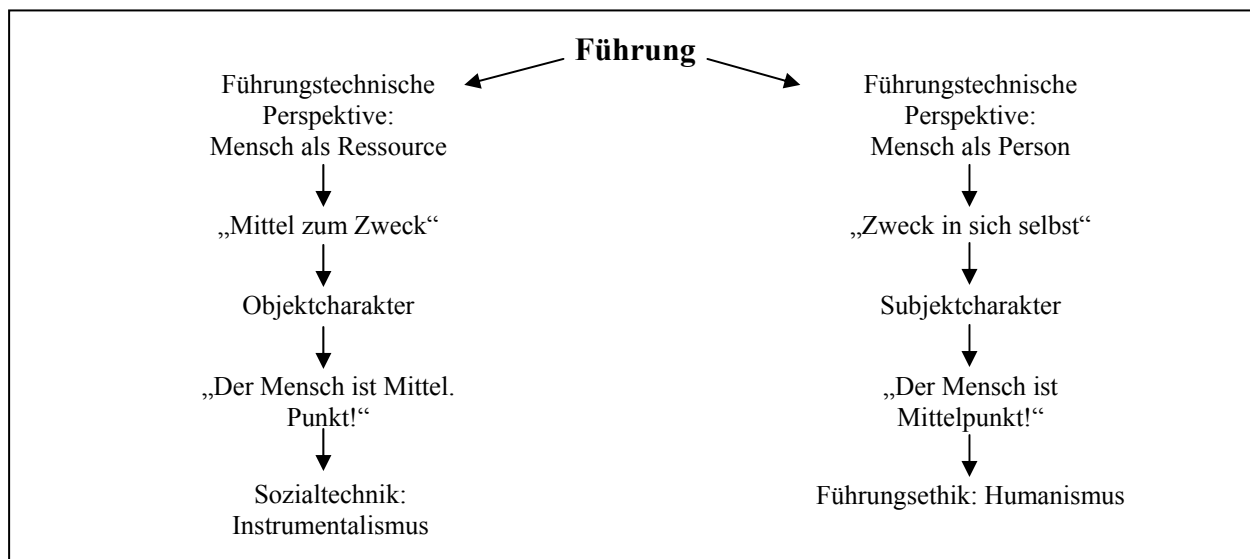 Führung
Führungstechnische
Perspektive:
Mensch als Ressource
„Mittel zum Zweck“
Objektcharakter
„Der Mensch ist Mittel.
Punkt!“
Sozialtechnik:
Instrumentalismus
Führungstechnische
Perspektive:
Mensch als Person
„Zweck in sich selbst“
Subjektcharakter
„Der Mensch ist
Mittelpunkt!“
Führungsethik: Humanismus